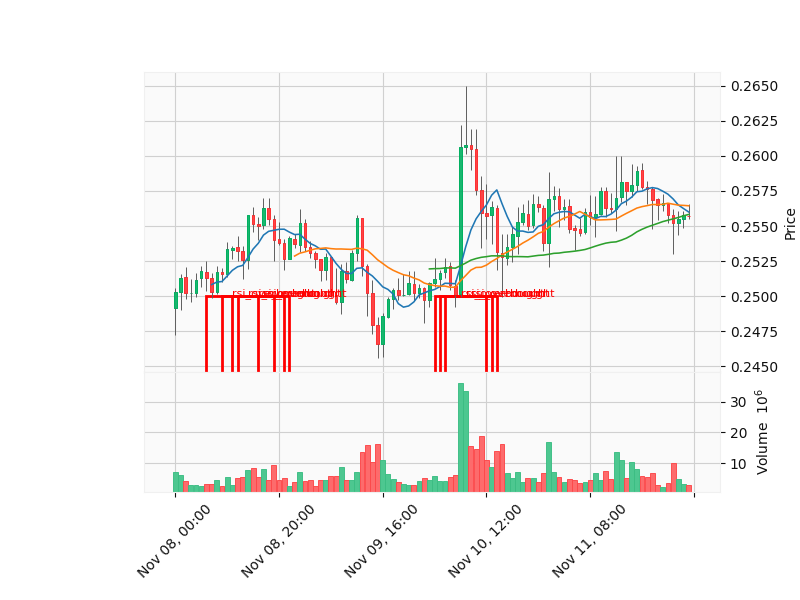 0.2650
0.2625
0.2600
0.2575
0.2550
0.2525
0.2500
0.2475
0.2450
Price
30
20
10
Volume 10⁶
Nov 08, 00:00
Nov 08, 20:00
Nov 09, 16:00
Nov 10, 12:00
Nov 11, 08:00